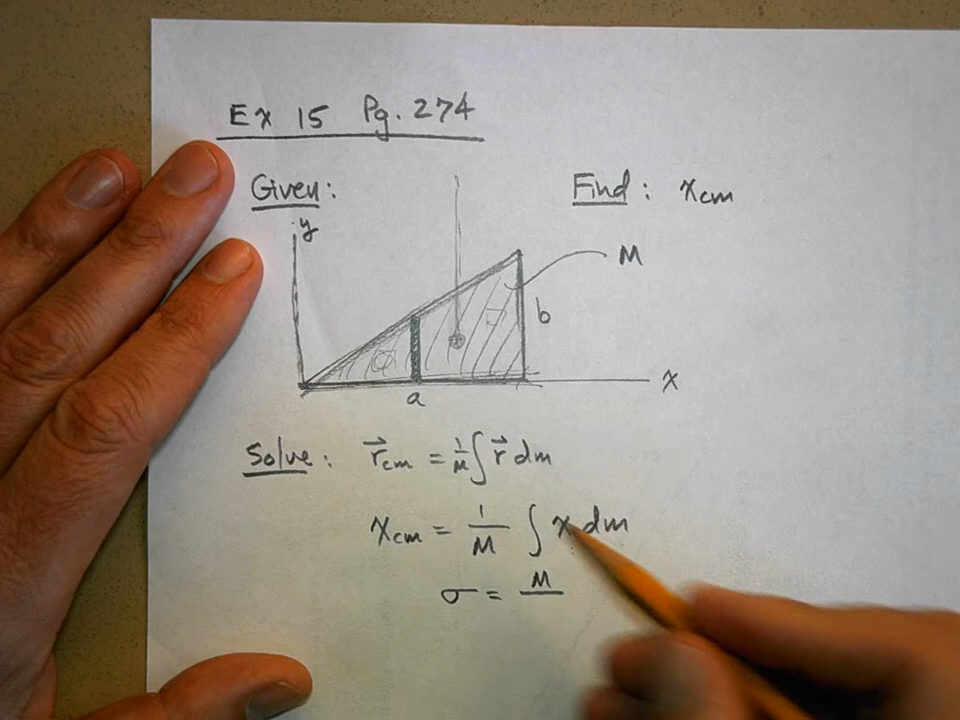 Ex 15 Pg. 274
Given: Find: xcm
y
M
b
x
a
Solve: r⃗cm = 1/M ∫ r⃗ dm
xcm = 1/M ∫ x dm
σ = M/